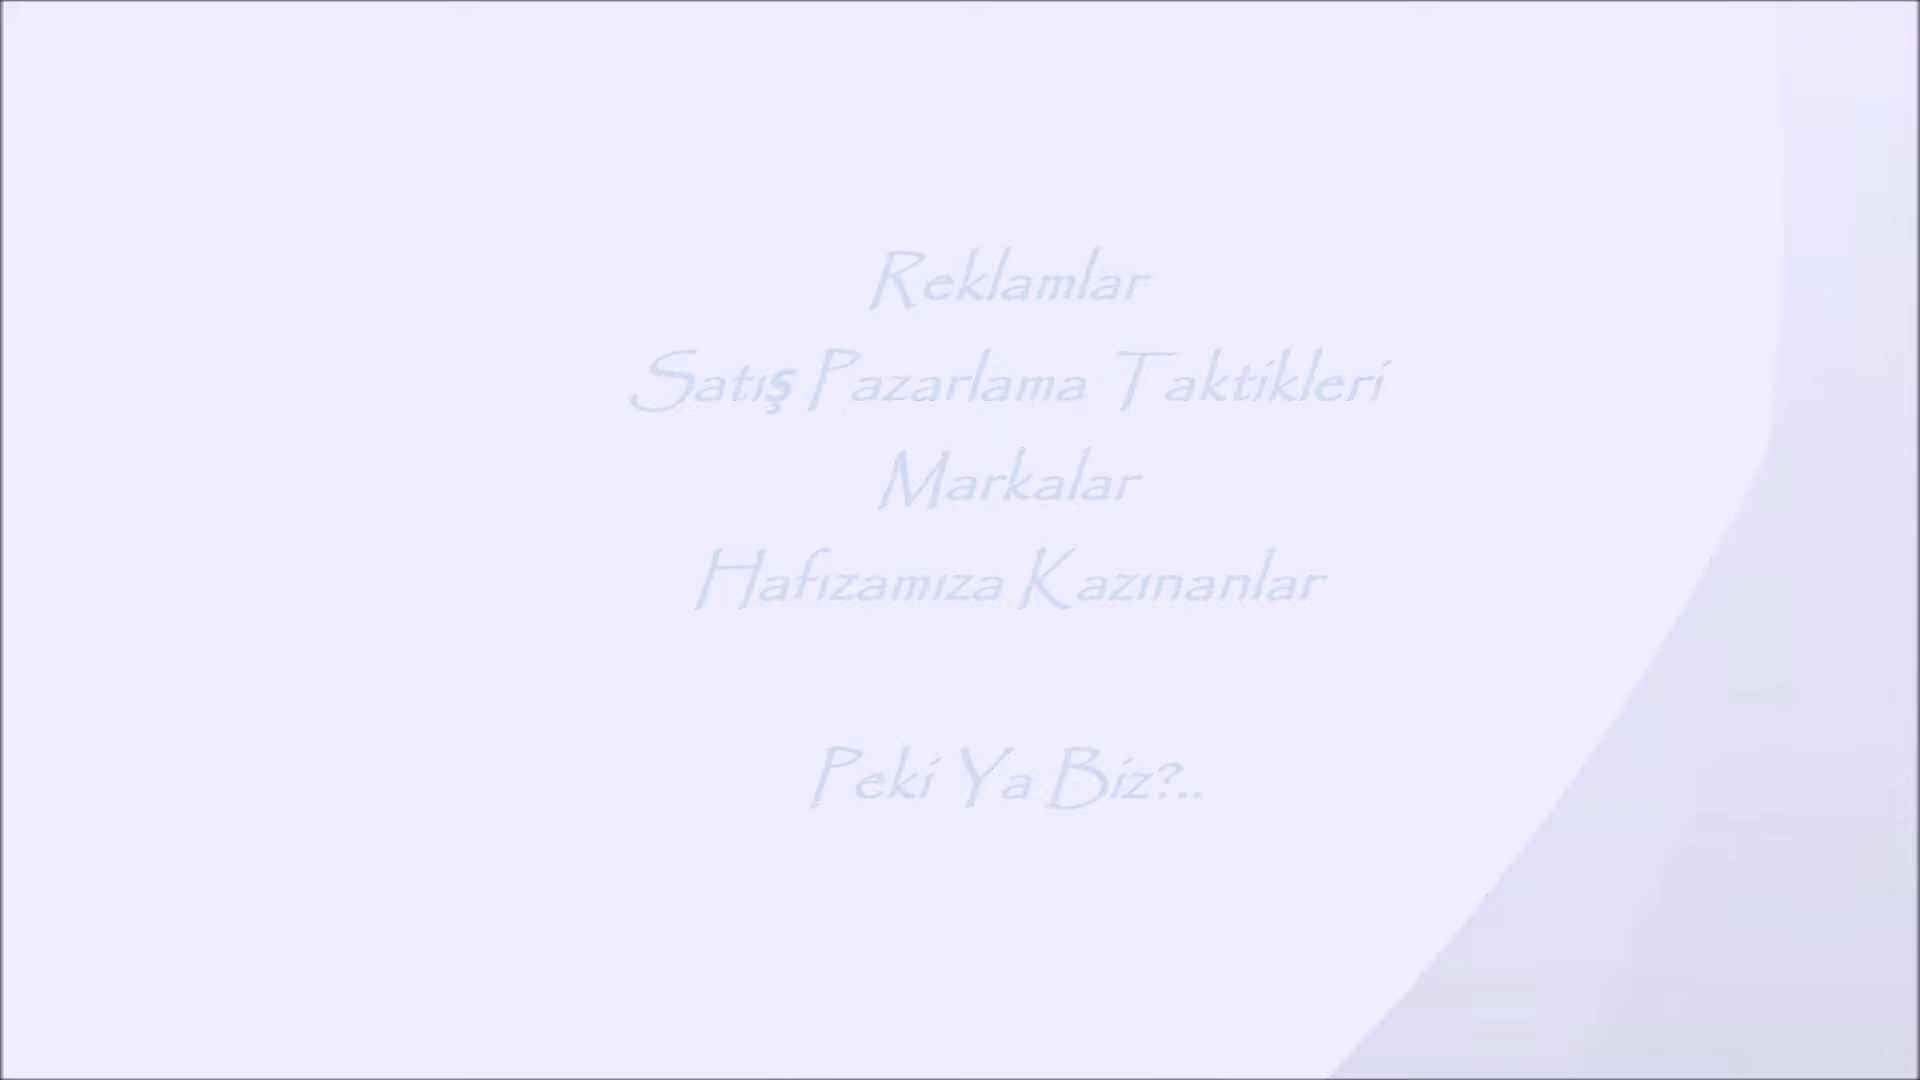 Reklamlar
Satış Pazarlama Taktikleri
Markalar
Hafızamıza Kazınanlar
Peki Ya Biz?..